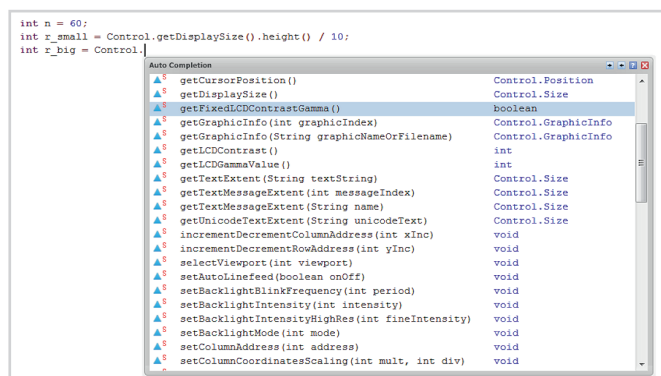 int n = 60;
int r_small = Control.getDisplaySize().height() / 10;
int r_big = Control.
Auto Completion
S getCursorPosition() Control.Position
S getDisplaySize() Control.Size
S getFixedLCDContrastGamma() boolean
S getGraphicInfo(int graphicIndex) Control.GraphicInfo
S getGraphicInfo(String graphicNameOrFilename) Control.GraphicInfo
S getLCDContrast() int
S getLCDGammaValue() int
S getTextExtent(String textString) Control.Size
S getTextMessageExtent(int messageIndex) Control.Size
S getTextMessageExtent(String name) Control.Size
S getUnicodeTextExtent(String unicodeText) Control.Size
S incrementDecrementColumnAddress(int xInc) void
S incrementDecrementRowAddress(int yInc) void
S selectViewport(int viewport) void
S setAutoLinefeed(boolean onOff) void
S setBacklightBlinkFrequency(int period) void
S setBacklightIntensity(int intensity) void
S setBacklightIntensityHighRes(int fineIntensity) void
S setBacklightMode(int mode) void
S setColumnAddress(int address) void
S setColumnCoordinatesScaling(int mult, int div) void